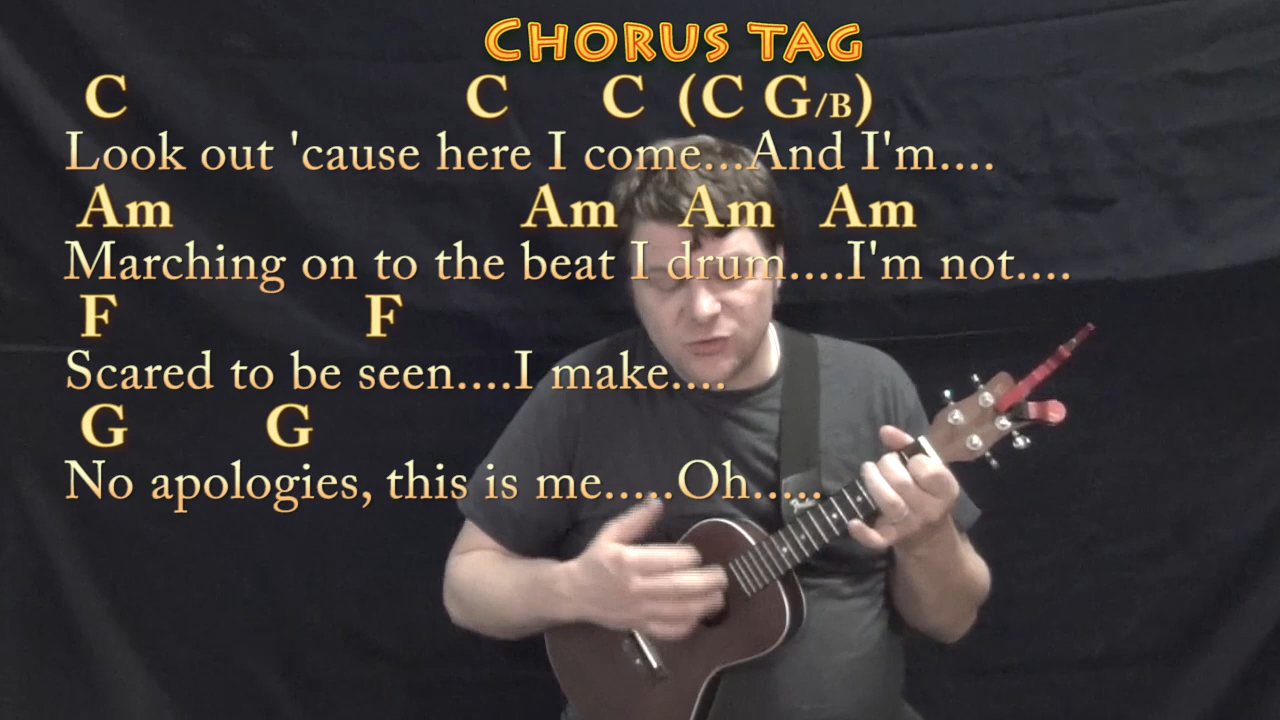 CHORUS TAG
C C C (C G/B)
Look out 'cause here I come...And I'm....
Am Am Am Am
Marching on to the beat I drum....I'm not....
F F
Scared to be seen....I make....
G G
No apologies, this is me.....Oh.....